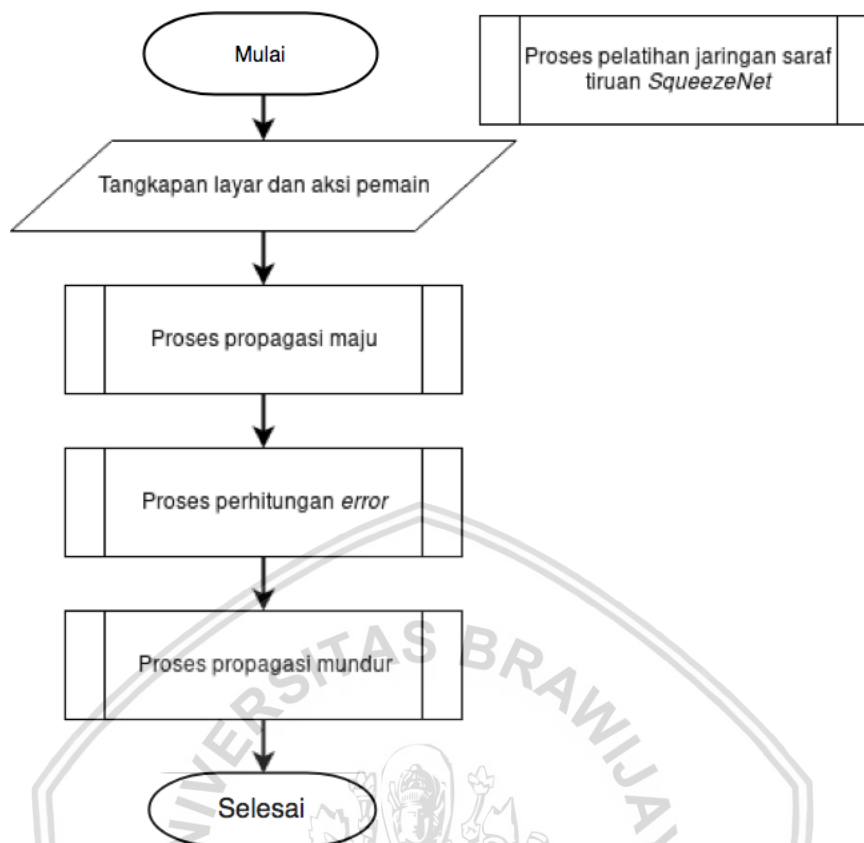 Mulai
Proses pelatihan jaringan saraf
tiruan SqueezeNet
Tangkapan layar dan aksi pemain
Proses propagasi maju
Proses perhitungan error
Proses propagasi mundur
Selesai
UNIVERSITAS BRAWIJAY